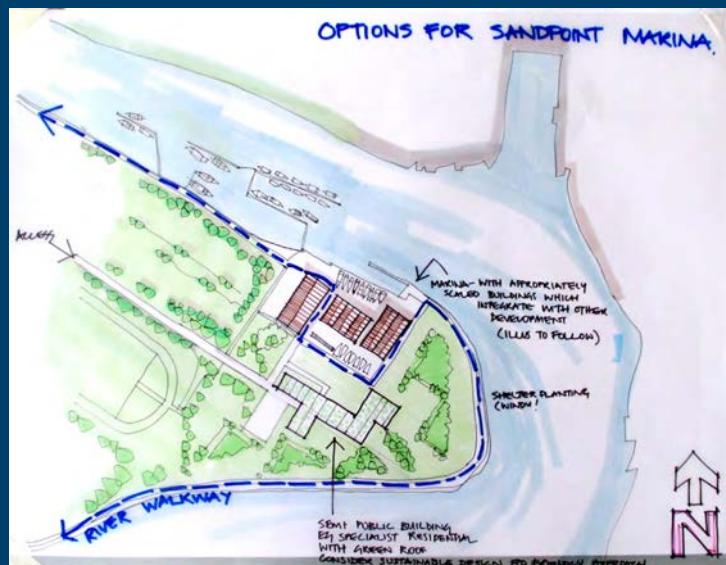 OPTIONS FOR SANDPOINT MARINA.
ACCESS
MARINA - WITH APPROPRIATELY
SCALED BUILDINGS WHICH
INTEGRATE WITH OTHER
DEVELOPMENT
(ILLUS TO FOLLOW)
SHELTER PLANTING
(WINDY!
RIVER WALKWAY
SEMI PUBLIC BUILDING
EG SPECIALIST RESIDENTIAL
WITH GREEN ROOF
CONSIDER SUSTAINABLE DESIGN
N